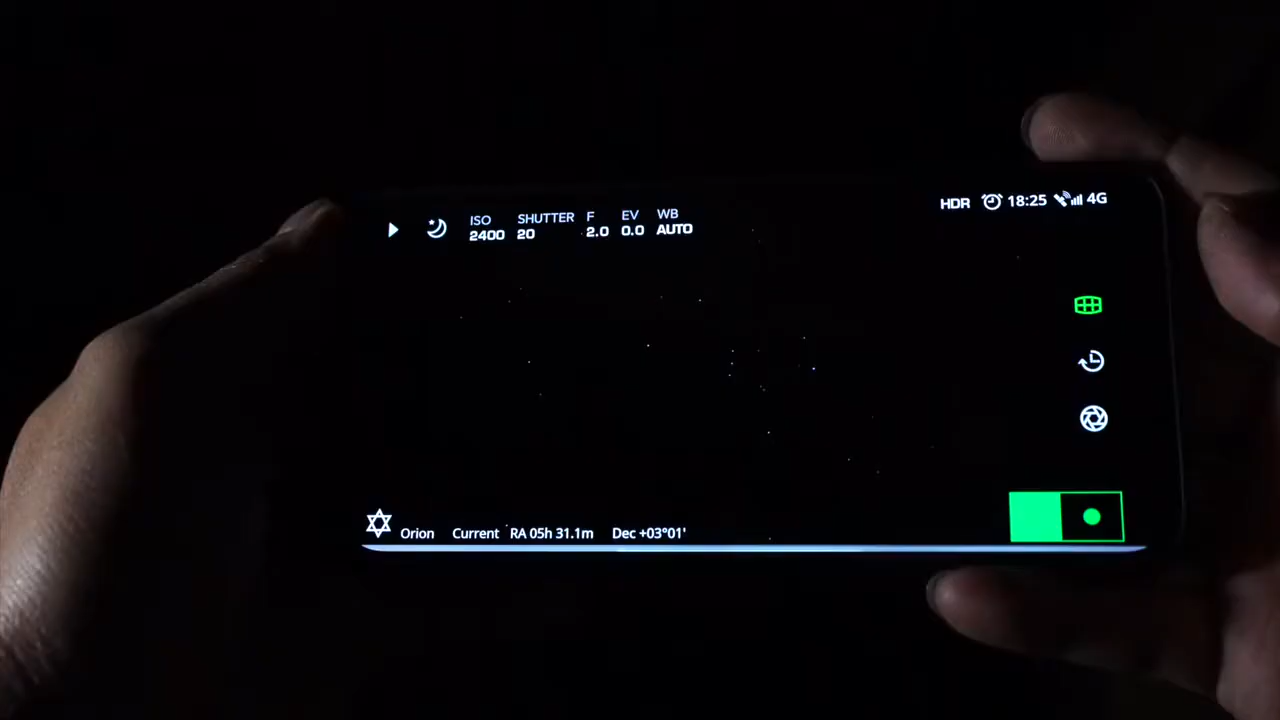 HDR 18:25 4G
ISO SHUTTER F EV WB
2400 20 2.0 0.0 AUTO
Orion Current RA 05h 31.1m Dec +03°01'